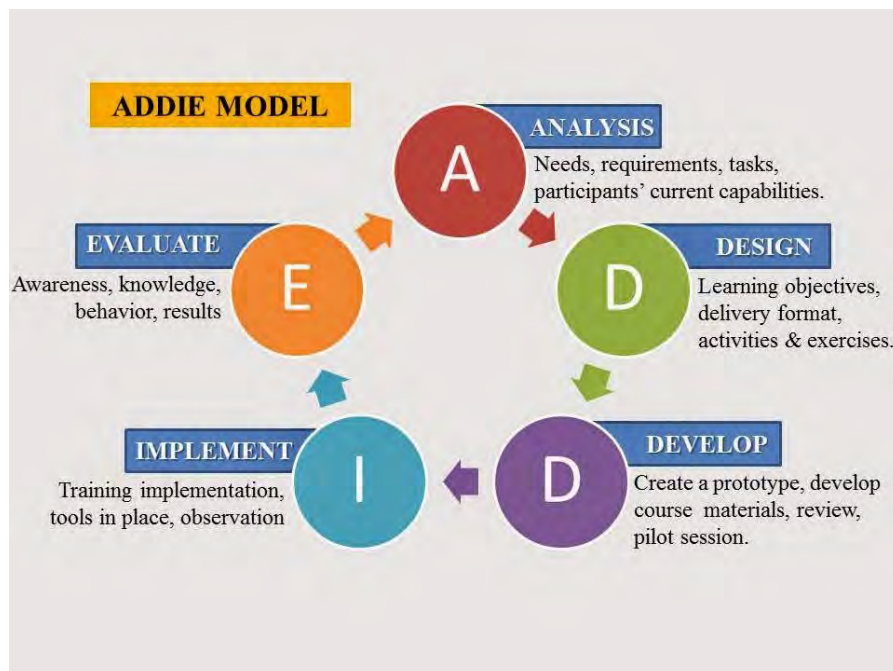 ADDIE MODEL
A
ANALYSIS
Needs, requirements, tasks,
participants’ current capabilities.
D
DESIGN
Learning objectives,
delivery format,
activities & exercises.
D
DEVELOP
Create a prototype, develop
course materials, review,
pilot session.
I
IMPLEMENT
Training implementation,
tools in place, observation
E
EVALUATE
Awareness, knowledge,
behavior, results